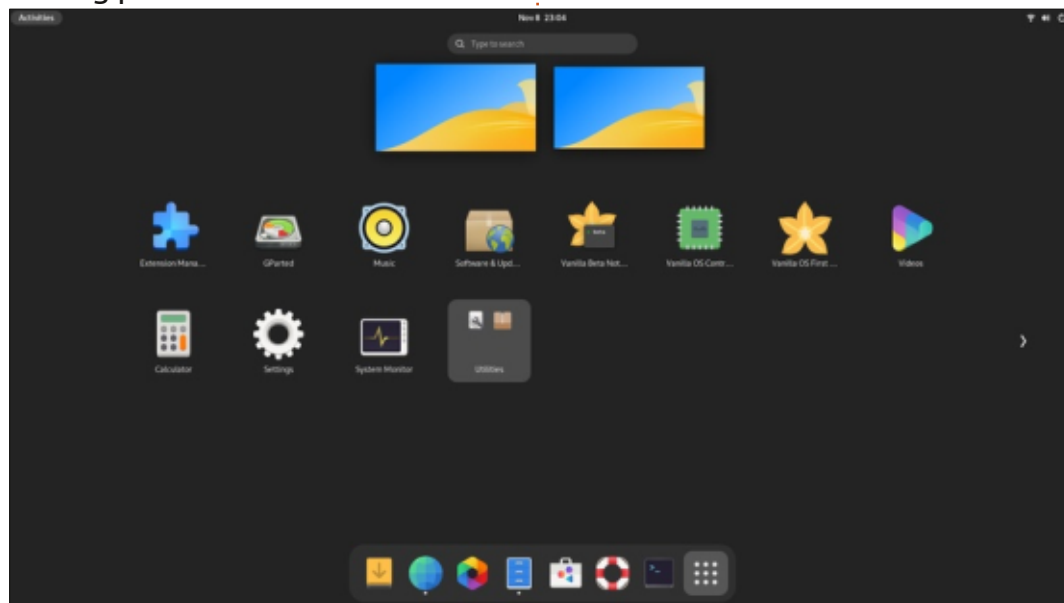 Activities
Nov 8 23:04
Type to search
Extension Mana...
GParted
Music
Software & Upd...
Vanilla Beta Not...
Vanilla OS Contr...
Vanilla OS First ...
Videos
Calculator
Settings
System Monitor
Utilities